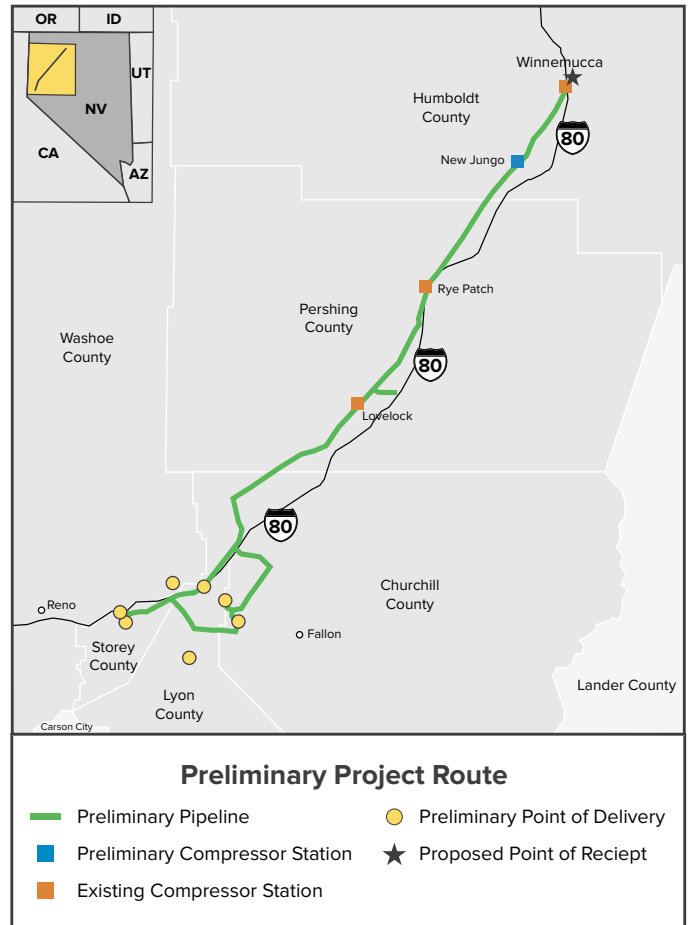 OR
ID
UT
NV
CA
AZ
Winnemucca
Humboldt
County
80
New Jungo
Rye Patch
Pershing
County
Washoe
County
80
Lovelock
80
Churchill
County
Reno
Fallon
Storey
County
Lander County
Lyon
County
Carson City
Preliminary Project Route
Preliminary Pipeline
Preliminary Point of Delivery
Preliminary Compressor Station
Proposed Point of Reciept
Existing Compressor Station